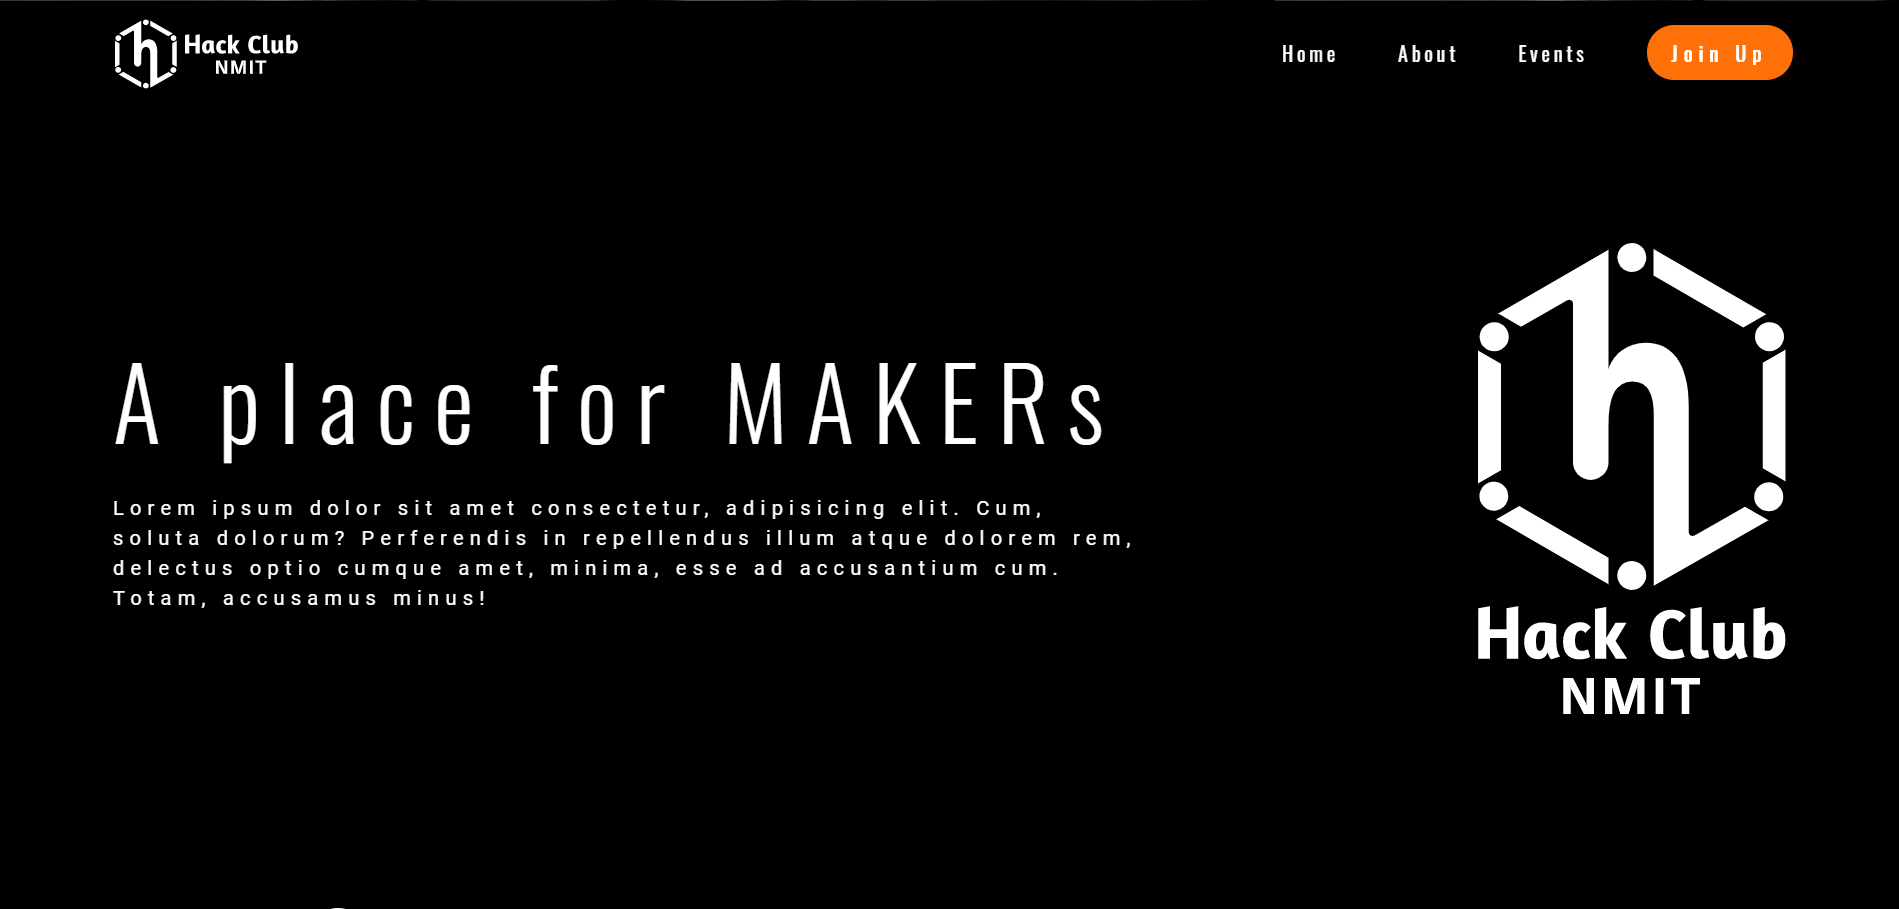 Hack Club
NMIT
Home
About
Events
Join Up
A place for MAKERs
Lorem ipsum dolor sit amet consectetur, adipisicing elit. Cum,
soluta dolorum? Perferendis in repellendus illum atque dolorem rem,
delectus optio cumque amet, minima, esse ad accusantium cum.
Totam, accusamus minus!
Hack Club
NMIT